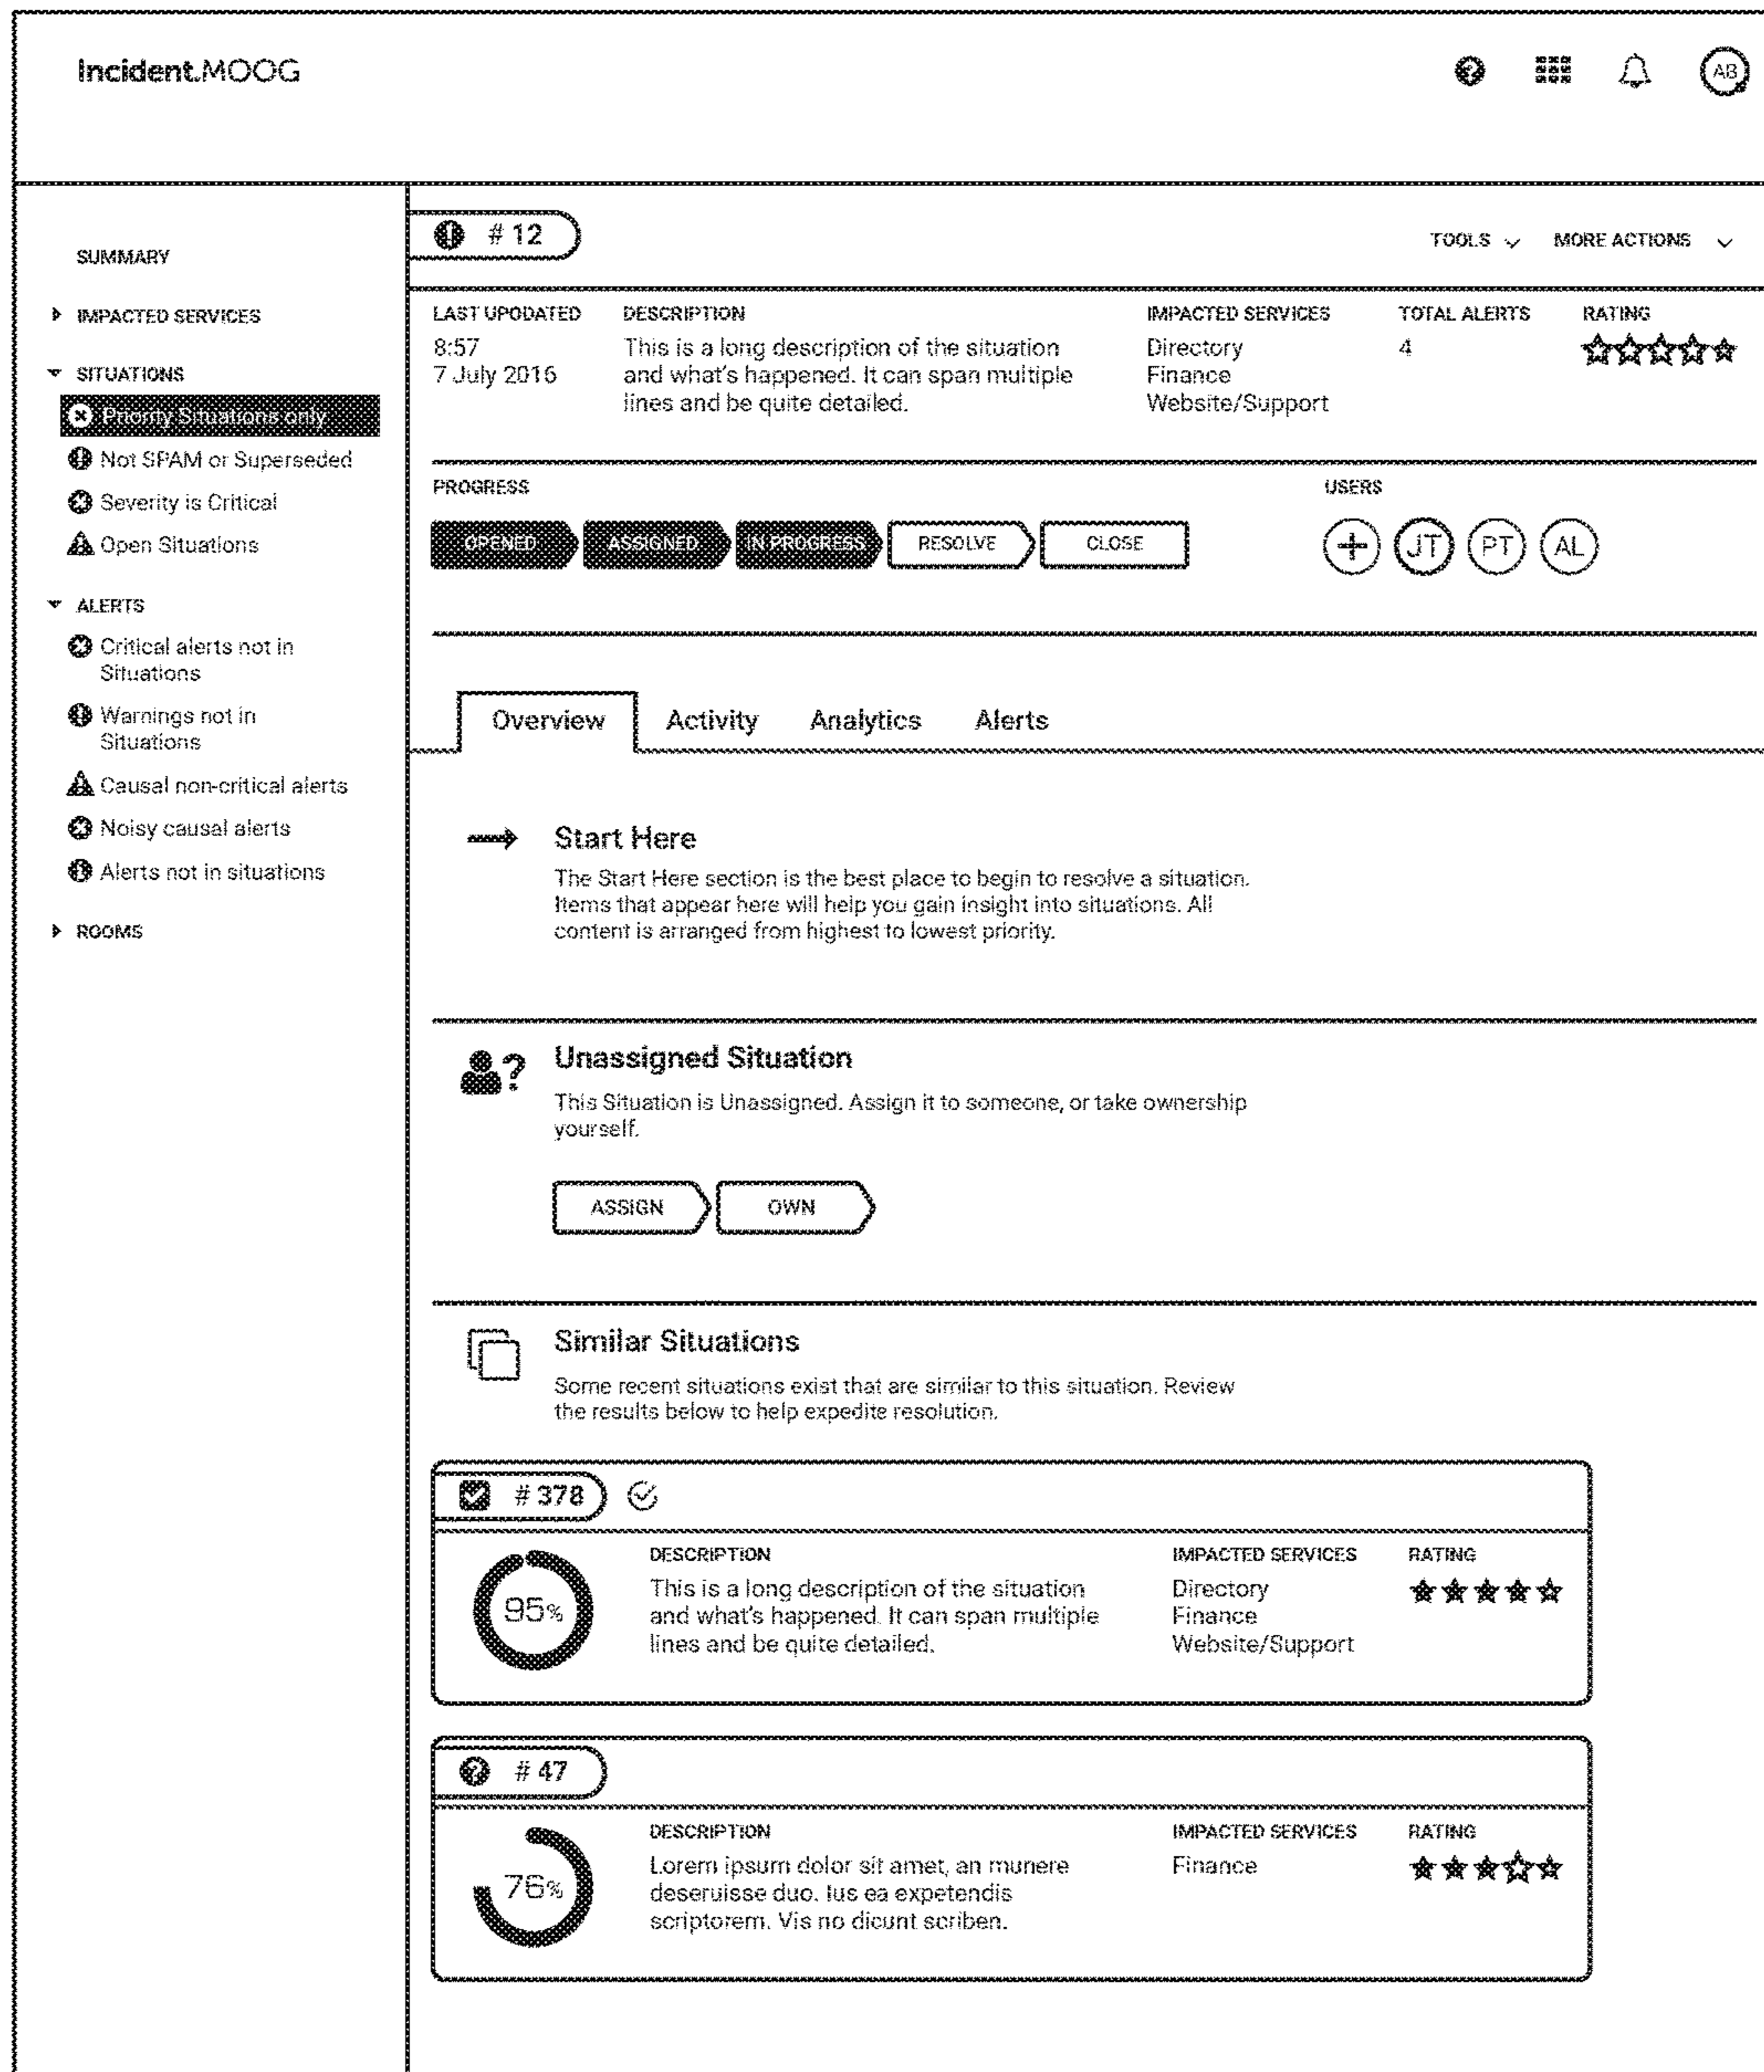 Incident.MOOG
AB
SUMMARY
IMPACTED SERVICES
SITUATIONS
Priority Situations only
Not SPAM or Superseded
Severity is Critical
Open Situations
ALERTS
Critical alerts not in
Situations
Warnings not in
Situations
Causal non-critical alerts
Noisy causal alerts
Alerts not in situations
ROOMS
# 12
TOOLS MORE ACTIONS
LAST UPODATED DESCRIPTION IMPACTED SERVICES TOTAL ALERTS RATING
8:57 This is a long description of the situation Directory 4
7 July 2016 and what's happened. It can span multiple Finance
lines and be quite detailed. Website/Support
PROGRESS USERS
OPENED ASSIGNED IN PROGRESS RESOLVE CLOSE + JT PT AL
Overview Activity Analytics Alerts
Start Here
The Start Here section is the best place to begin to resolve a situation.
Items that appear here will help you gain insight into situations. All
content is arranged from highest to lowest priority.
?
Unassigned Situation
This Situation is Unassigned. Assign it to someone, or take ownership
yourself.
ASSIGN OWN
Similar Situations
Some recent situations exist that are similar to this situation. Review
the results below to help expedite resolution.
# 378
DESCRIPTION IMPACTED SERVICES RATING
95% This is a long description of the situation Directory
and what's happened. It can span multiple Finance
lines and be quite detailed. Website/Support
# 47
DESCRIPTION IMPACTED SERVICES RATING
76% Lorem ipsum dolor sit amet, an munere Finance
deseruisse duo. Ius ea expetendis
scriptorem. Vis no dicunt scriben.